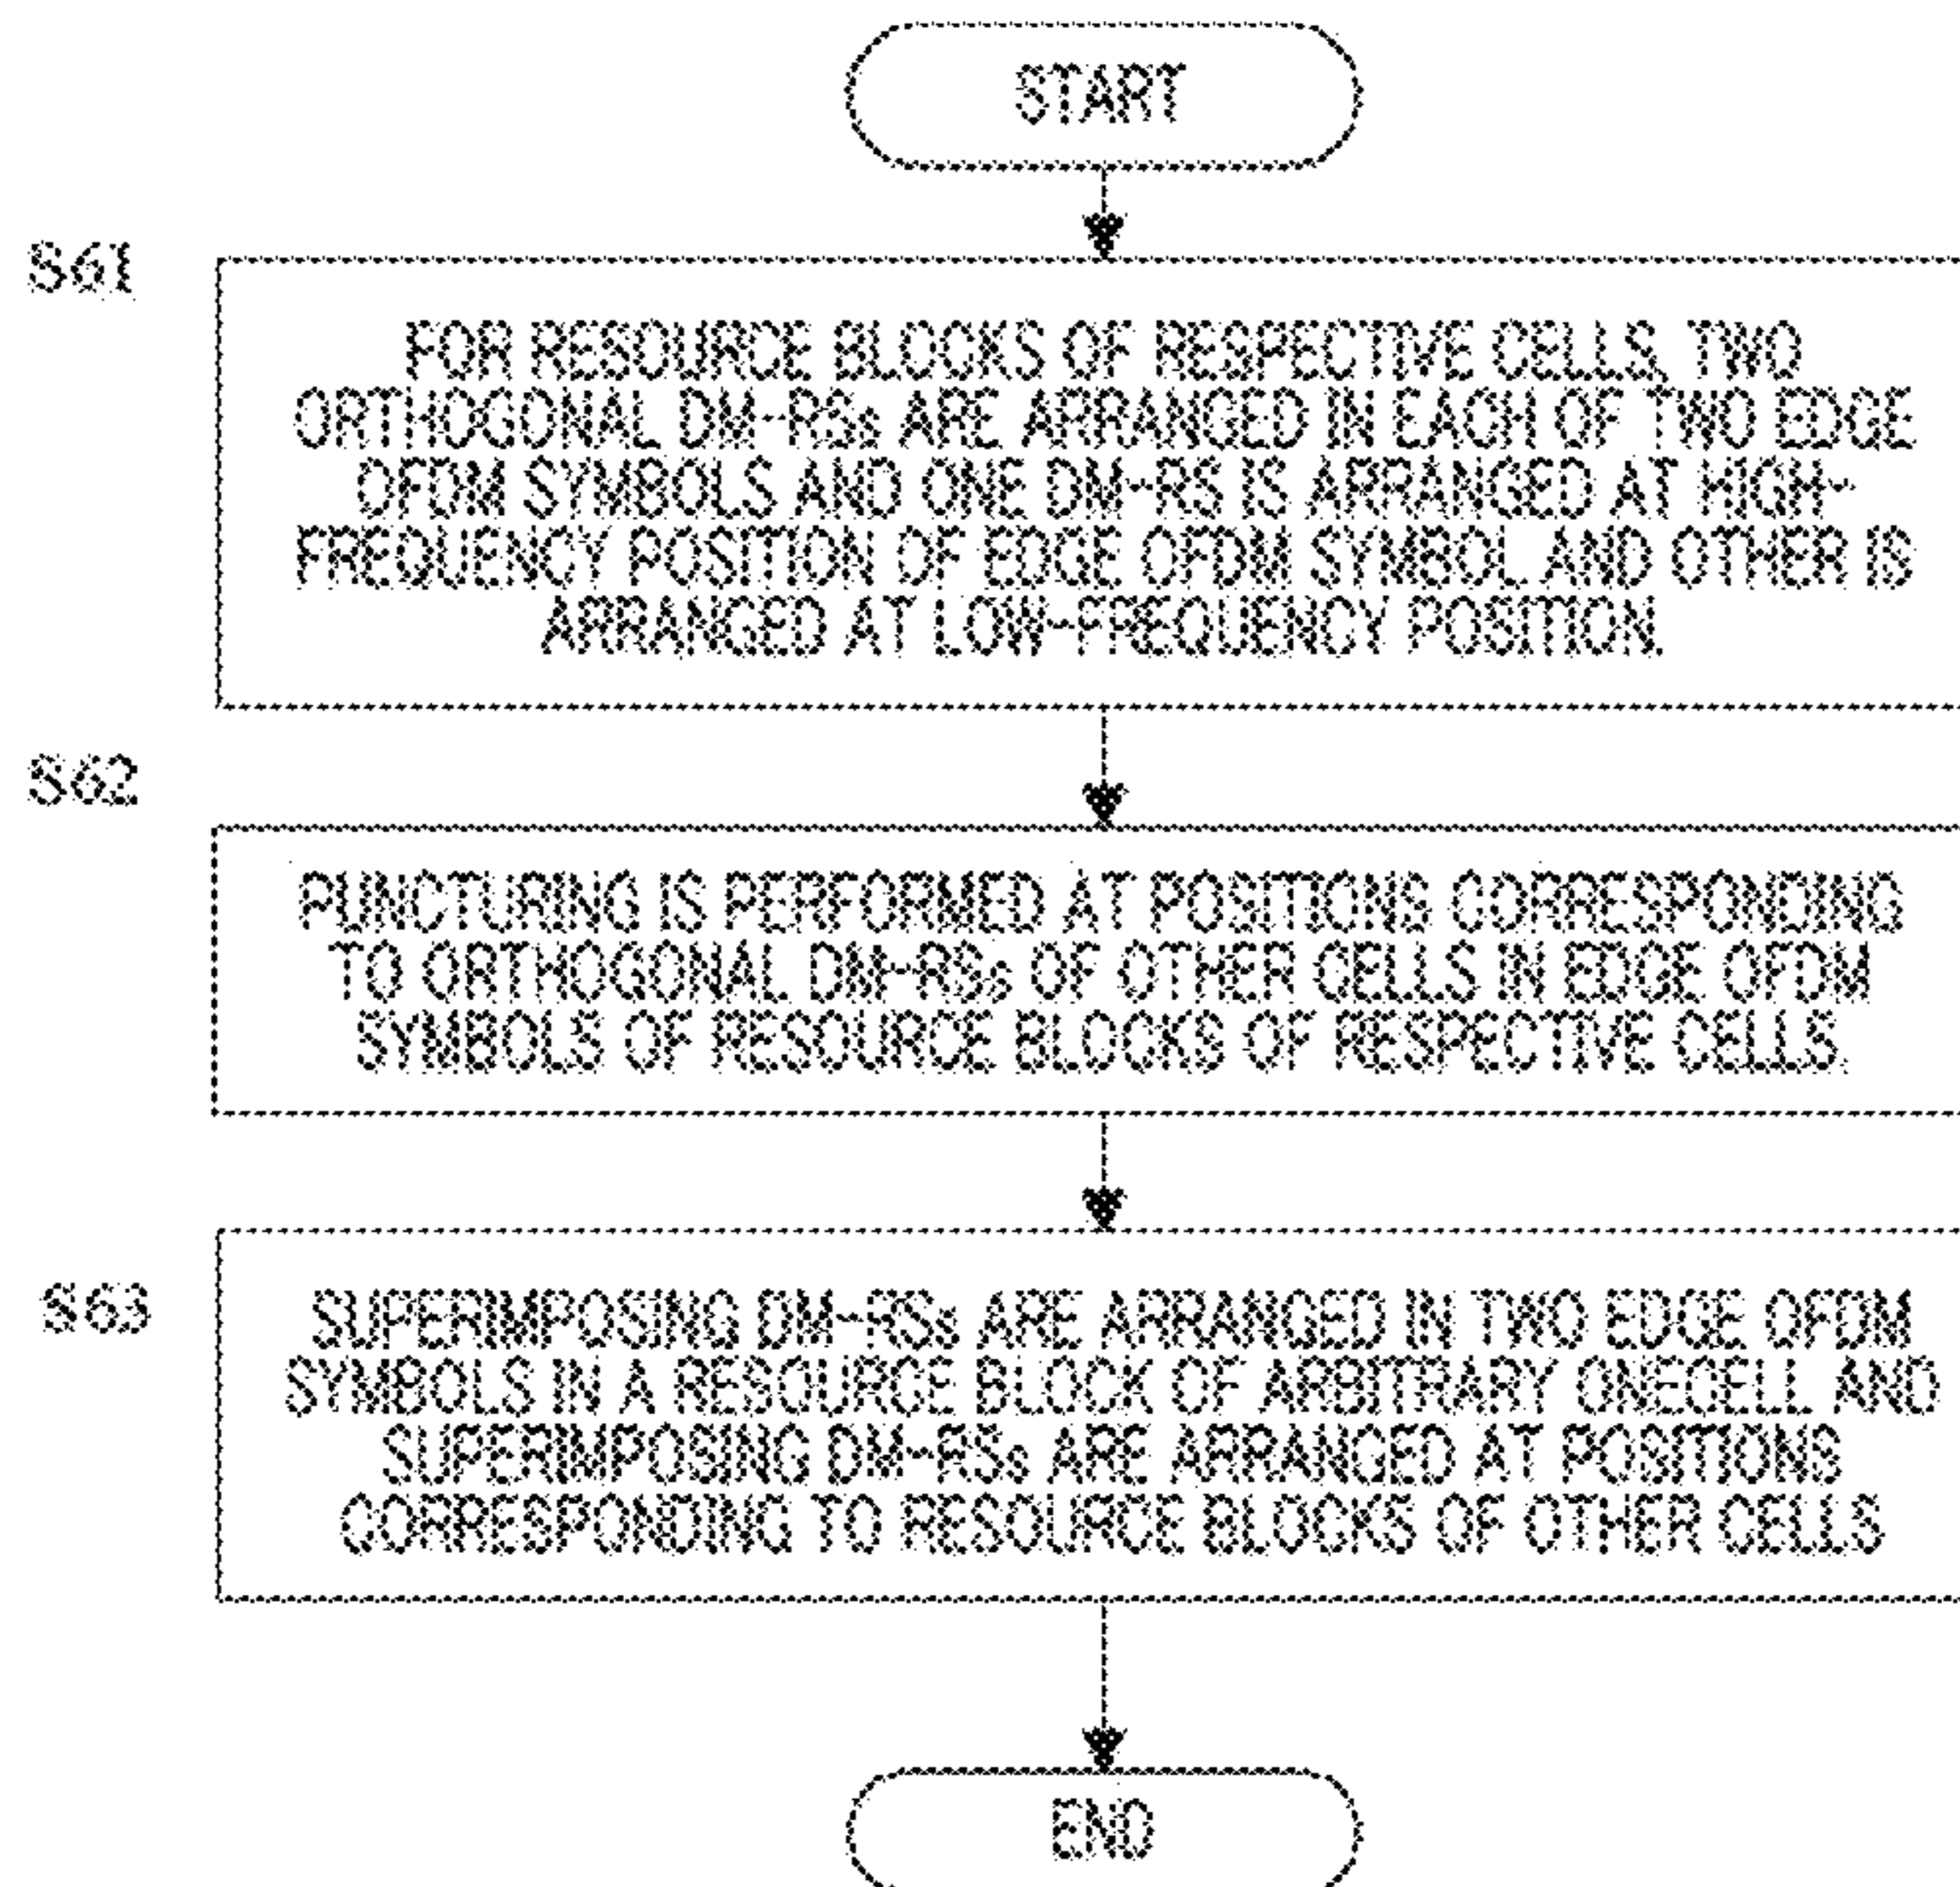 START
S61
FOR RESOURCE BLOCKS OF RESPECTIVE CELLS, TWO
ORTHOGONAL DM-RSs ARE ARRANGED IN EACH OF TWO EDGE
OFDM SYMBOLS AND ONE DM-RS IS ARRANGED AT HIGH-
FREQUENCY POSITION OF EDGE OFDM SYMBOL AND OTHER IS
ARRANGED AT LOW-FREQUENCY POSITION.
S62
PUNCTURING IS PERFORMED AT POSITIONS CORRESPONDING
TO ORTHOGONAL DM-RSs OF OTHER CELLS IN EDGE OFDM
SYMBOLS OF RESOURCE BLOCKS OF RESPECTIVE CELLS.
S63
SUPERIMPOSING DM-RSs ARE ARRANGED IN TWO EDGE OFDM
SYMBOLS IN A RESOURCE BLOCK OF ARBITRARY ONECELL AND
SUPERIMPOSING DM-RSs ARE ARRANGED AT POSITIONS
CORRESPONDING TO RESOURCE BLOCKS OF OTHER CELLS
END